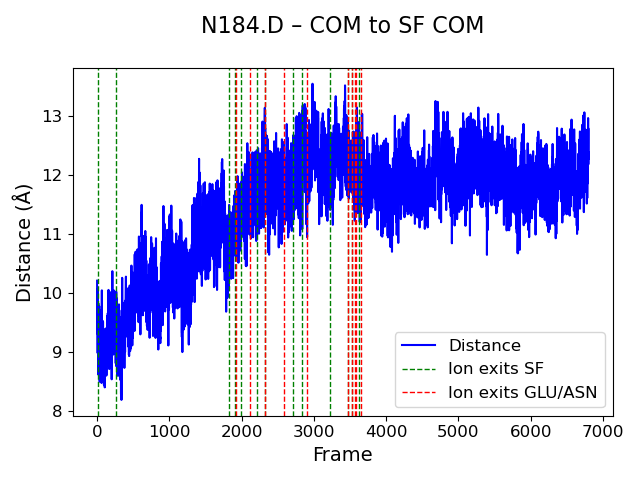 N184.D – COM to SF COM
Distance (Å)
13
12
11
10
9
8
Distance
Ion exits SF
Ion exits GLU/ASN
0 1000 2000 3000 4000 5000 6000 7000
Frame